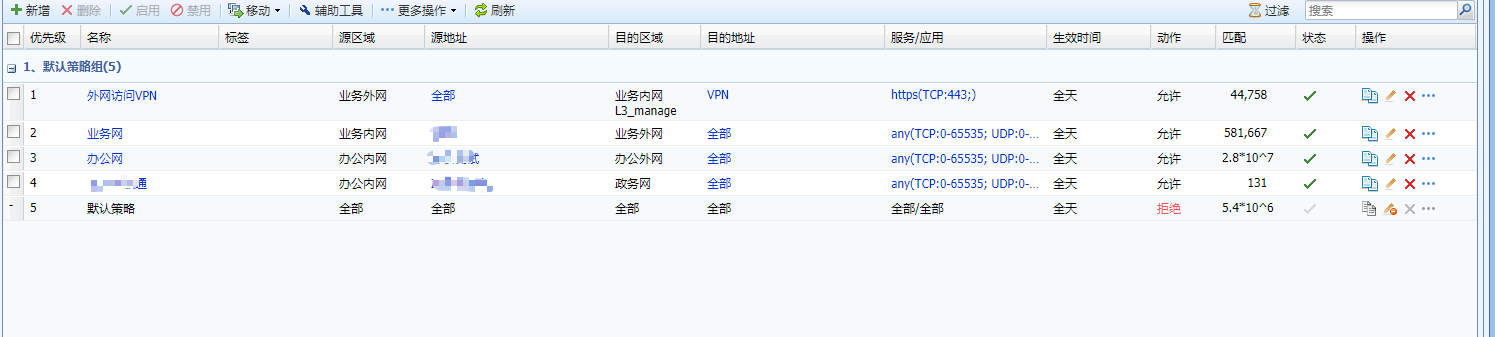 新增 删除 启用 禁用 移动 辅助工具 更多操作 刷新 过滤 搜索
优先级 名称 标签 源区域 源地址 目的区域 目的地址 服务/应用 生效时间 动作 匹配 状态 操作
1、默认策略组(5)
1 外网访问VPN 业务外网 全部 业务内网 VPN https(TCP:443;) 全天 允许 44,758
L3_manage
2 业务网 业务内网 业务外网 全部 any(TCP:0-65535; UDP:0-... 全天 允许 581,667
3 办公网 办公内网 试 办公外网 全部 any(TCP:0-65535; UDP:0-... 全天 允许 2.8*10^7
4 通 办公内网 政务网 全部 any(TCP:0-65535; UDP:0-... 全天 允许 131
- 5 默认策略 全部 全部 全部 全部 全部/全部 全天 拒绝 5.4*10^6